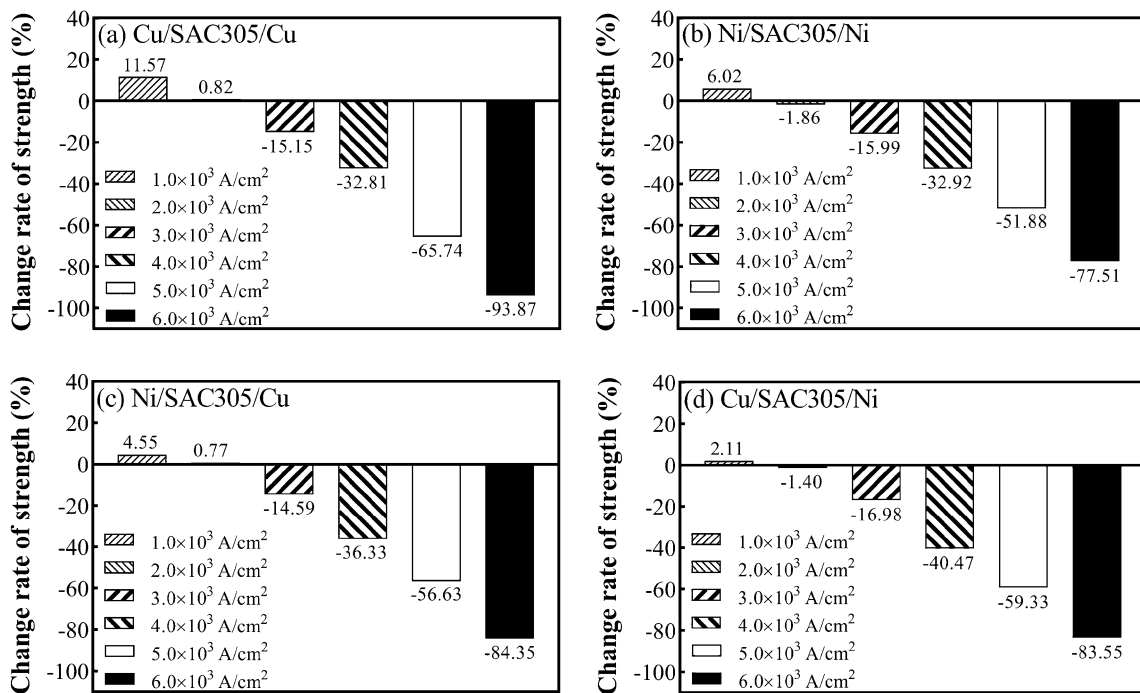 Change rate of strength (%)
40
20
0
-20
-40
-60
-80
-100
(a) Cu/SAC305/Cu
11.57
0.82
-15.15
-32.81
-65.74
-93.87
1.0×10³ A/cm²
2.0×10³ A/cm²
3.0×10³ A/cm²
4.0×10³ A/cm²
5.0×10³ A/cm²
6.0×10³ A/cm²
Change rate of strength (%)
40
20
0
-20
-40
-60
-80
-100
(b) Ni/SAC305/Ni
6.02
-1.86
-15.99
-32.92
-51.88
-77.51
1.0×10³ A/cm²
2.0×10³ A/cm²
3.0×10³ A/cm²
4.0×10³ A/cm²
5.0×10³ A/cm²
6.0×10³ A/cm²
Change rate of strength (%)
40
20
0
-20
-40
-60
-80
-100
(c) Ni/SAC305/Cu
4.55
0.77
-14.59
-36.33
-56.63
-84.35
1.0×10³ A/cm²
2.0×10³ A/cm²
3.0×10³ A/cm²
4.0×10³ A/cm²
5.0×10³ A/cm²
6.0×10³ A/cm²
Change rate of strength (%)
40
20
0
-20
-40
-60
-80
-100
(d) Cu/SAC305/Ni
2.11
-1.40
-16.98
-40.47
-59.33
-83.55
1.0×10³ A/cm²
2.0×10³ A/cm²
3.0×10³ A/cm²
4.0×10³ A/cm²
5.0×10³ A/cm²
6.0×10³ A/cm²